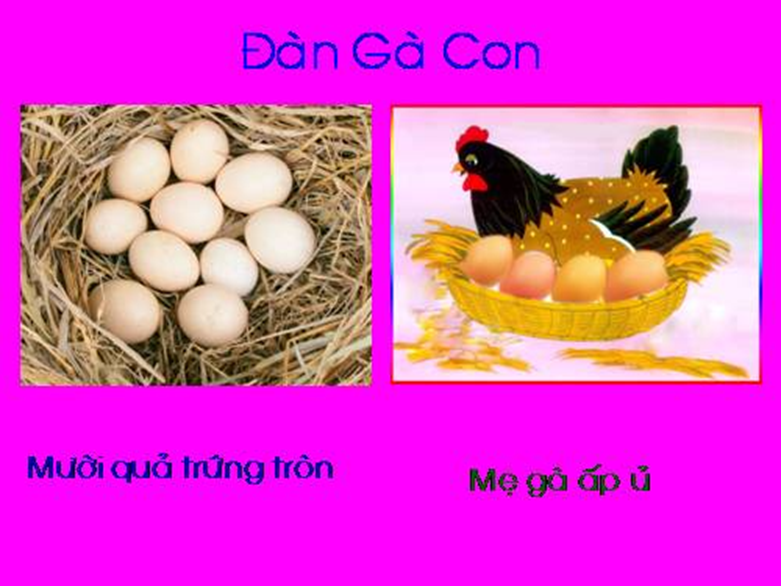 Đàn Gà Con
Mười quả trứng tròn
Mẹ gà ấp ủ